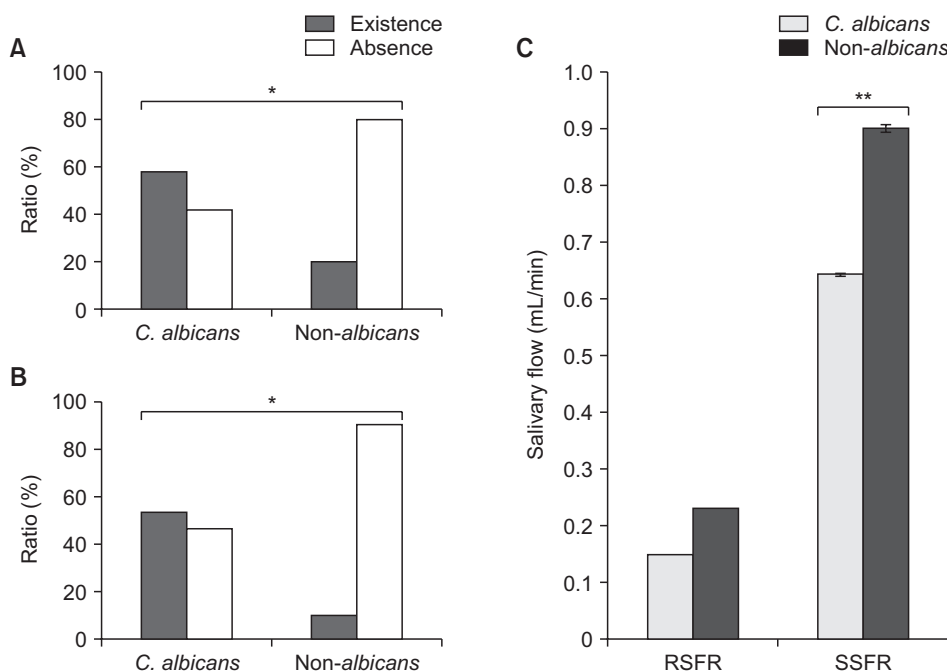 A
Existence
Absence
Ratio (%)
100
80
60
40
20
0
*
C. albicans
Non-albicans
B
Ratio (%)
100
80
60
40
20
0
*
C. albicans
Non-albicans
C
C. albicans
Non-albicans
Salivary flow (mL/min)
1.0
0.9
0.8
0.7
0.6
0.5
0.4
0.3
0.2
0.1
0
**
RSFR
SSFR